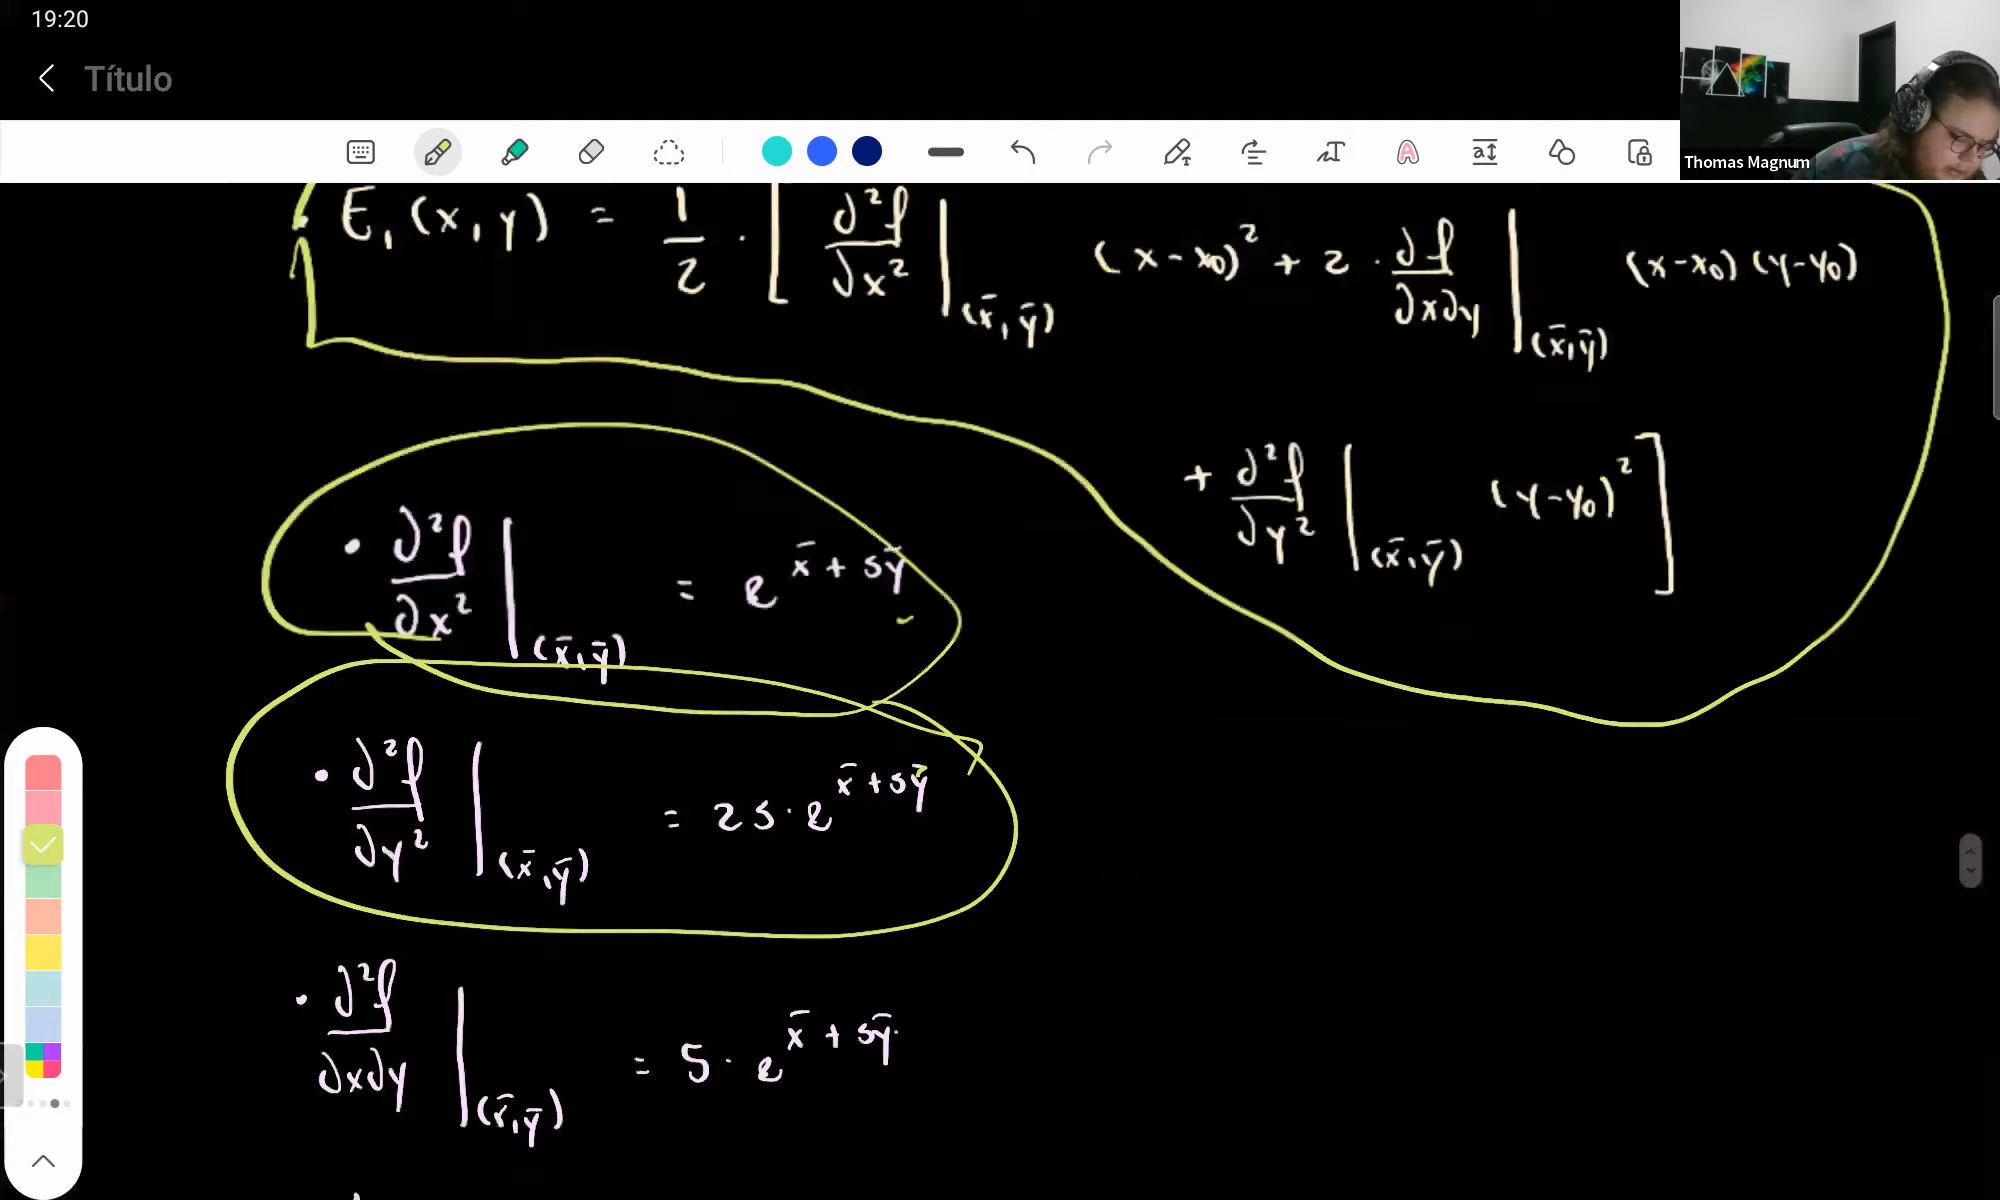 19:20
Título
Thomas Magnum
E₁(x,y) = 1/2 · [ ∂²f/∂x² |(x̄,ȳ) (x-x₀)² + 2 · ∂f/∂x∂y |(x̄,ȳ) (x-x₀)(y-y₀)
+ ∂²f/∂y² |(x̄,ȳ) (y-y₀)² ]
• ∂²f/∂x² |(x̄,ȳ) = e^(x̄ + 5ȳ)
• ∂²f/∂y² |(x̄,ȳ) = 25 · e^(x̄ + 5ȳ)
• ∂²f/∂x∂y |(x̄,ȳ) = 5 · e^(x̄ + 5ȳ)